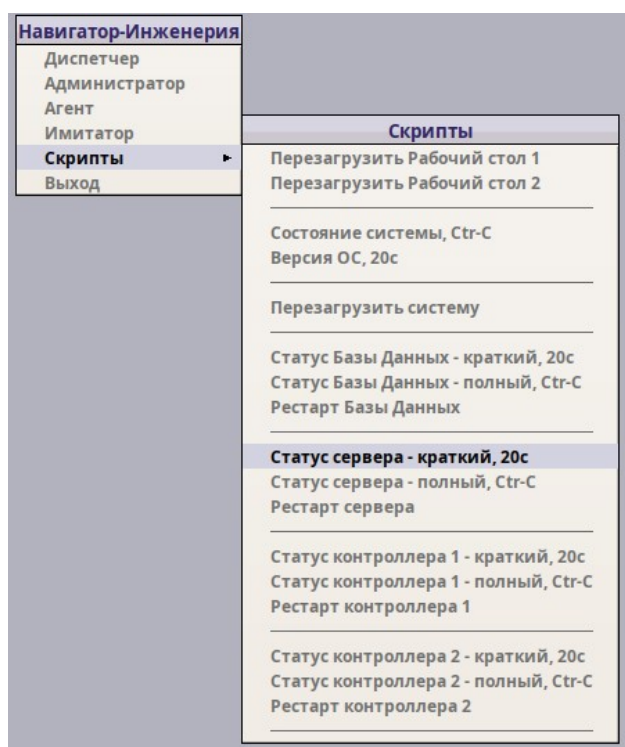 Навигатор-Инженерия
Диспетчер
Администратор
Агент
Имитатор
Скрипты
Выход
Скрипты
Перезагрузить Рабочий стол 1
Перезагрузить Рабочий стол 2
Состояние системы, Ctr-C
Версия ОС, 20с
Перезагрузить систему
Статус Базы Данных - краткий, 20с
Статус Базы Данных - полный, Ctr-C
Рестарт Базы Данных
Статус сервера - краткий, 20с
Статус сервера - полный, Ctr-C
Рестарт сервера
Статус контроллера 1 - краткий, 20с
Статус контроллера 1 - полный, Ctr-C
Рестарт контроллера 1
Статус контроллера 2 - краткий, 20с
Статус контроллера 2 - полный, Ctr-C
Рестарт контроллера 2